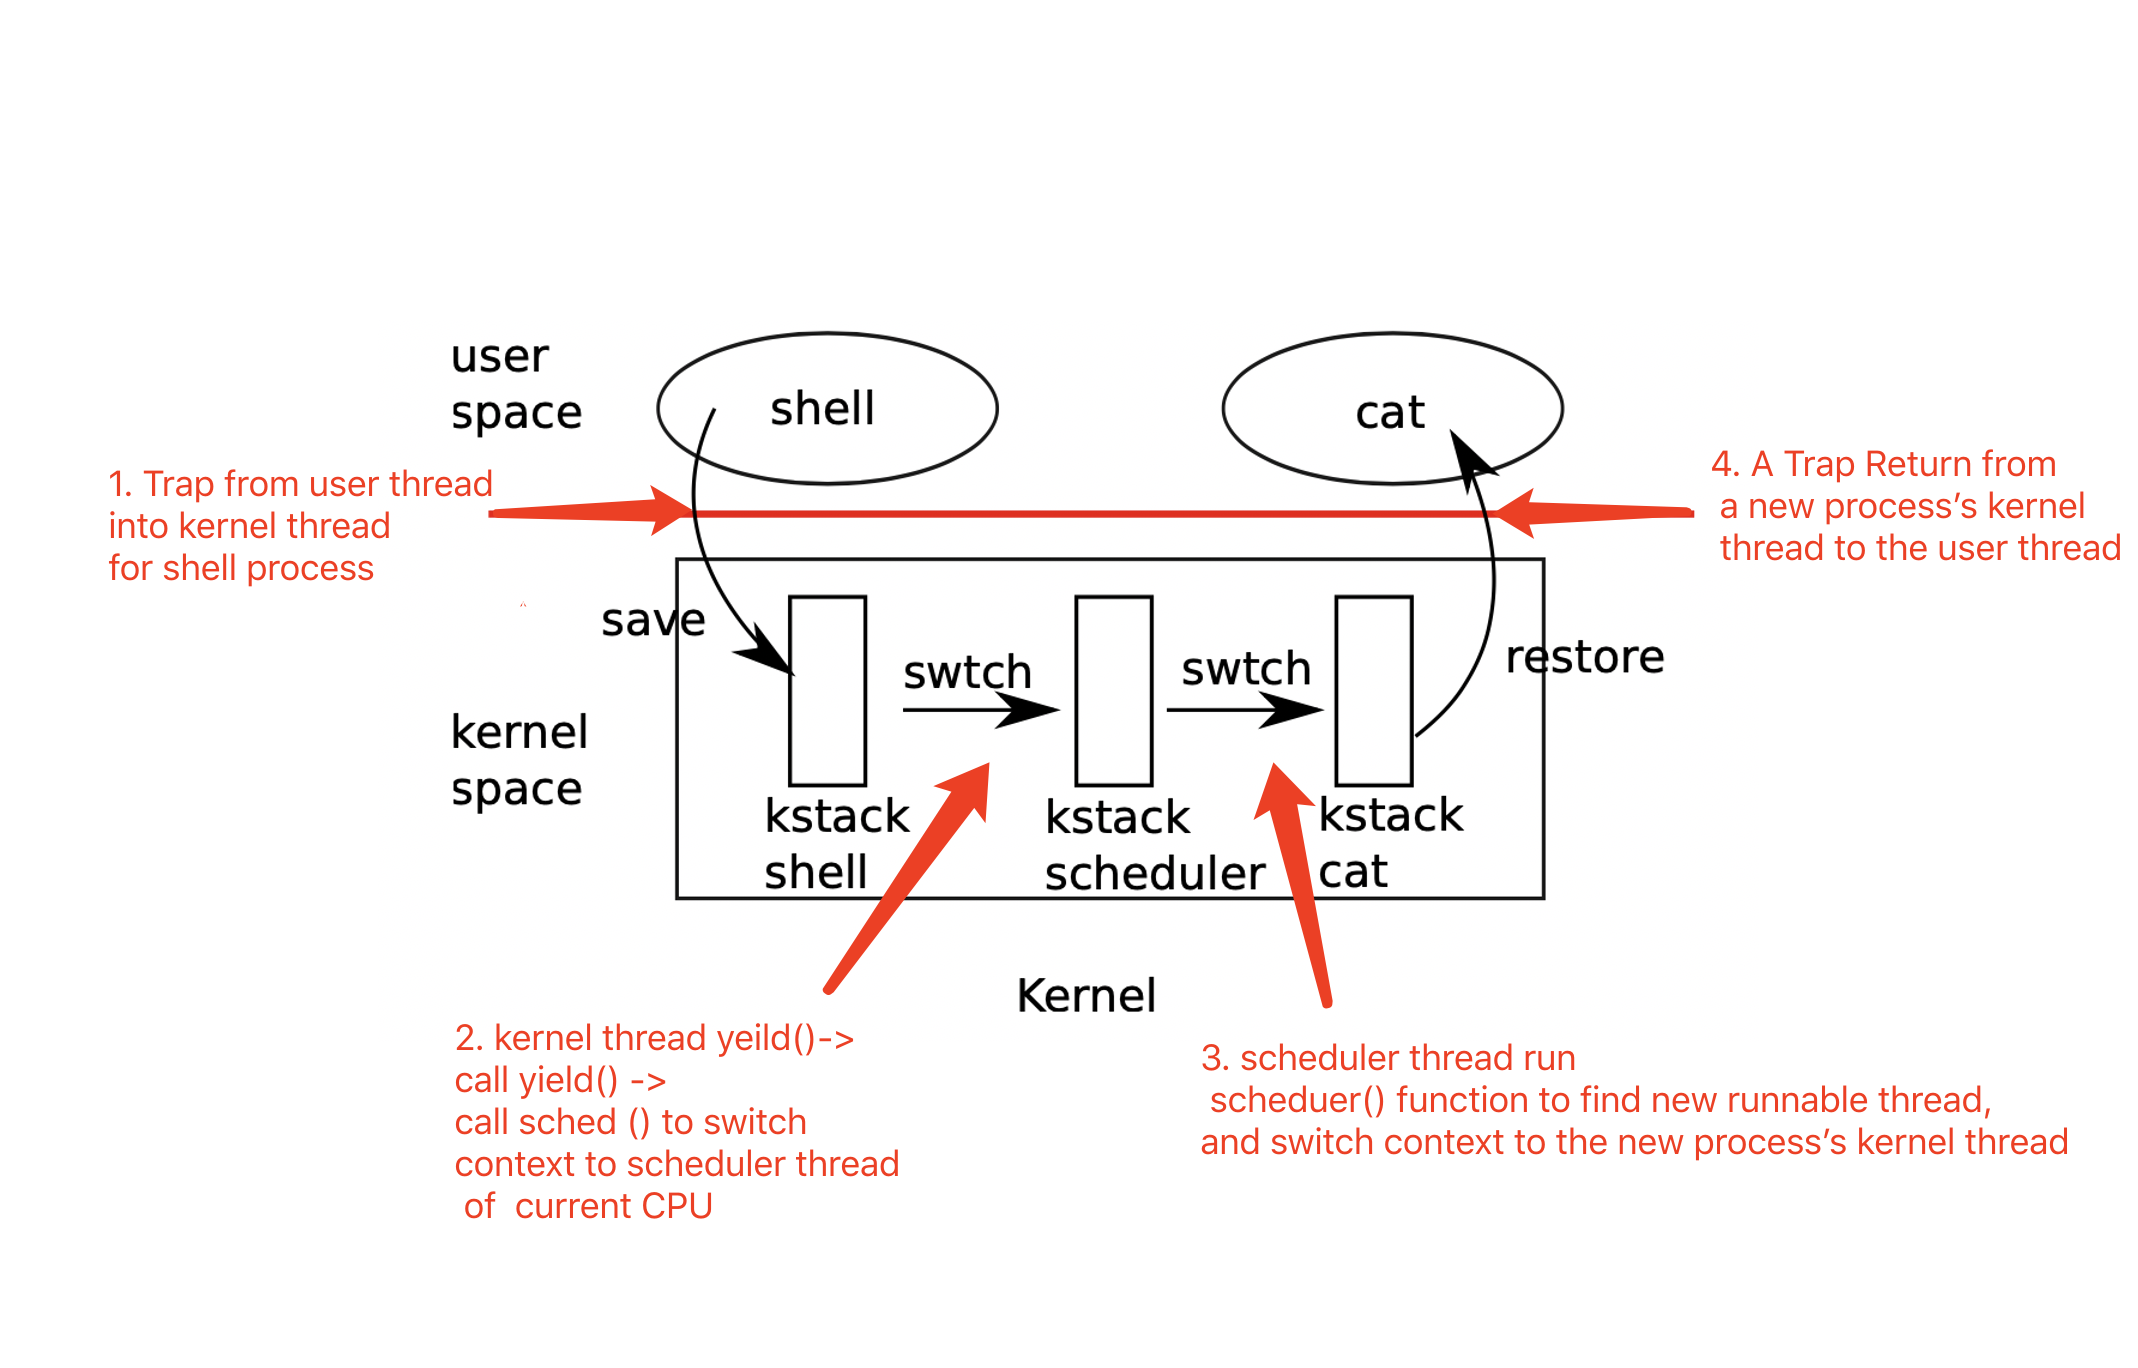 user
space
shell
cat
1. Trap from user thread
into kernel thread
for shell process
4. A Trap Return from
a new process’s kernel
thread to the user thread
save
swtch
swtch
restore
kernel
space
kstack
shell
kstack
scheduler
kstack
cat
Kernel
2. kernel thread yeild()->
call yield() ->
call sched () to switch
context to scheduler thread
of  current CPU
3. scheduler thread run
scheduer() function to find new runnable thread,
and switch context to the new process’s kernel thread